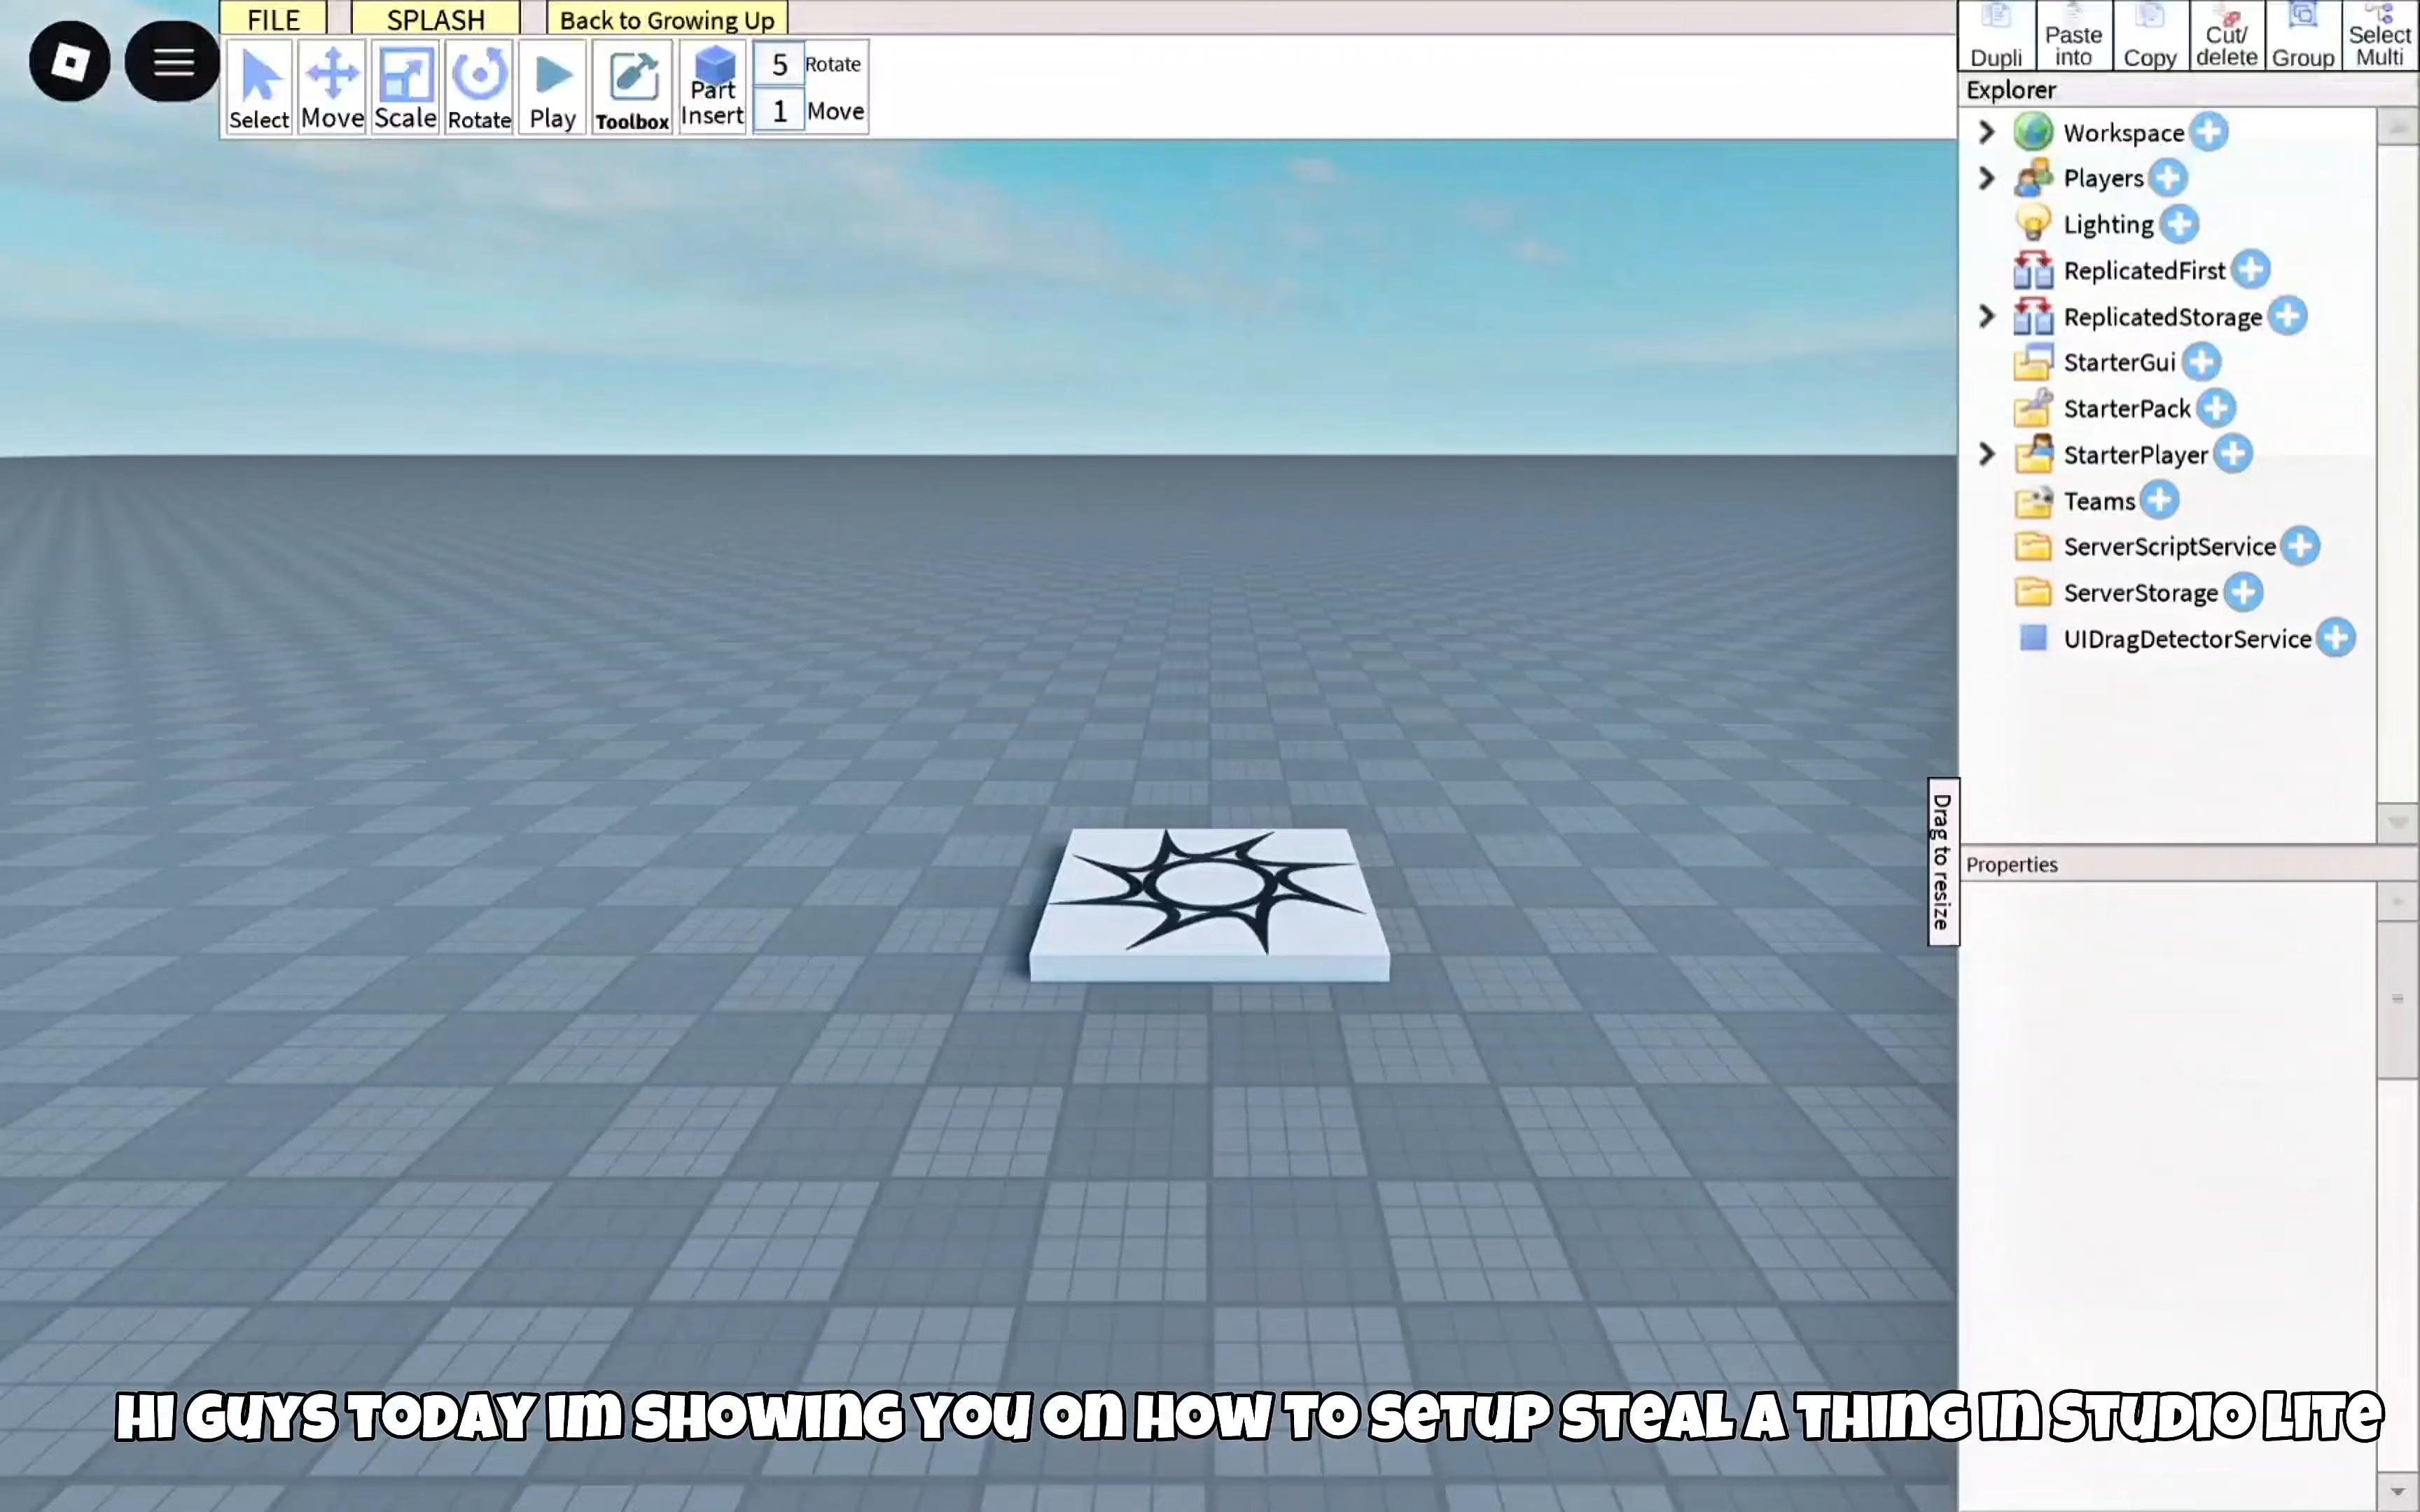 FILE
SPLASH
Back to Growing Up
Select
Move
Scale
Rotate
Play
Toolbox
Part
Insert
5 Rotate
1 Move
Dupli
Paste
into
Copy
Cut/
delete
Group
Select
Multi
Explorer
Workspace
Players
Lighting
ReplicatedFirst
ReplicatedStorage
StarterGui
StarterPack
StarterPlayer
Teams
ServerScriptService
ServerStorage
UIDragDetectorService
Drag to resize
Properties
HI GUYS TODAY IM SHOWING YOU ON HOW TO SETUP STEAL A THING IN STUDIO LITE